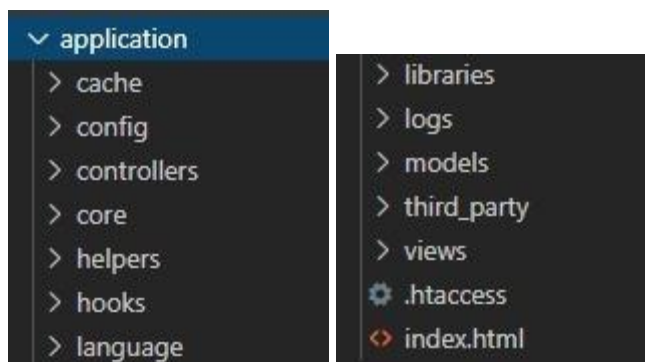 application
cache
config
controllers
core
helpers
hooks
language
libraries
logs
models
third_party
views
.htaccess
index.html